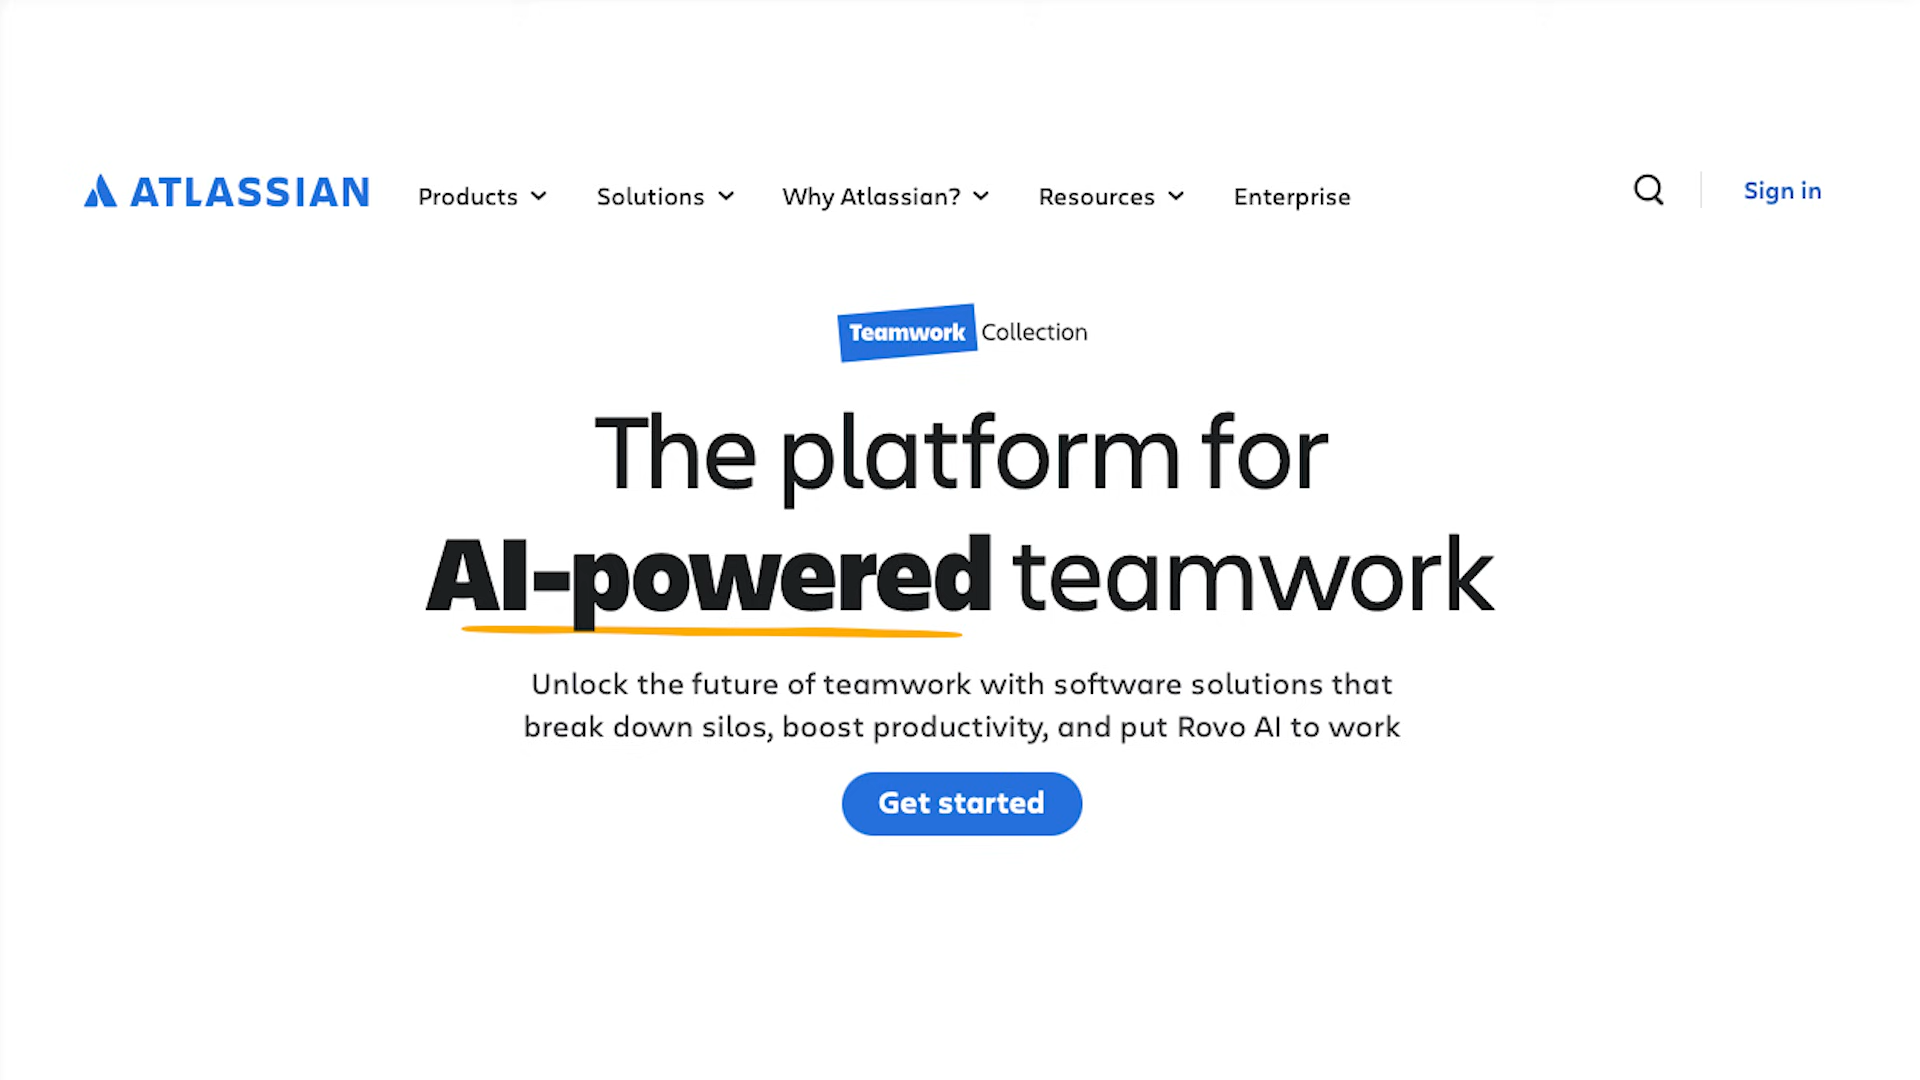 ATLASSIAN Products Solutions Why Atlassian? Resources Enterprise Sign in
Teamwork Collection
The platform for
AI-powered teamwork
Unlock the future of teamwork with software solutions that
break down silos, boost productivity, and put Rovo AI to work
Get started